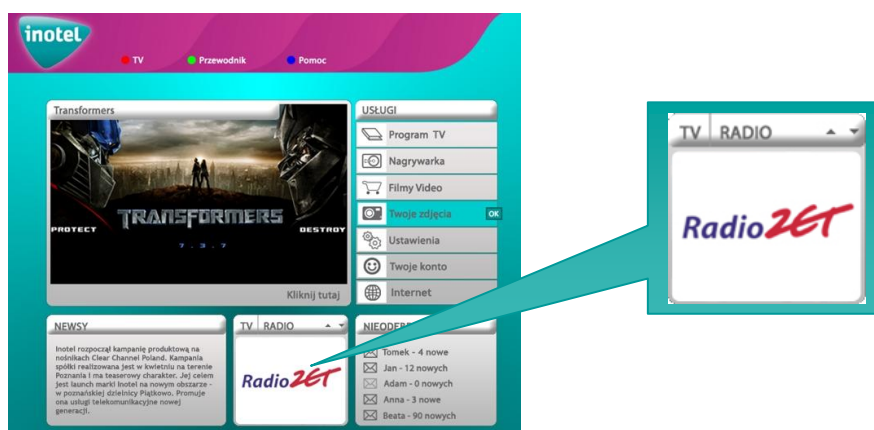 inotel
TV Przewodnik Pomoc
Transformers
PROTECT
TRANSFORMERS
DESTROY
7.3.7
Kliknij tutaj
USŁUGI
Program TV
Nagrywarka
Filmy Video
Twoje zdjęcia OK
Ustawienia
Twoje konto
Internet
NEWSY
Inotel rozpoczął kampanię produktową na
nośnikach Clear Channel Poland. Kampania
spółki realizowana jest w kwietniu na terenie
Poznania i ma teaserowy charakter. Jej celem
jest launch marki Inotel na nowym obszarze -
w poznańskiej dzielnicy Piątkowo. Promuje
ona usługi telekomunikacyjne nowej
generacji.
TV RADIO
Radio ZET
Tomek - 4 nowe
Jan - 12 nowych
Adam - 0 nowych
Anna - 3 nowe
Beata - 90 nowych
TV RADIO
Radio ZET